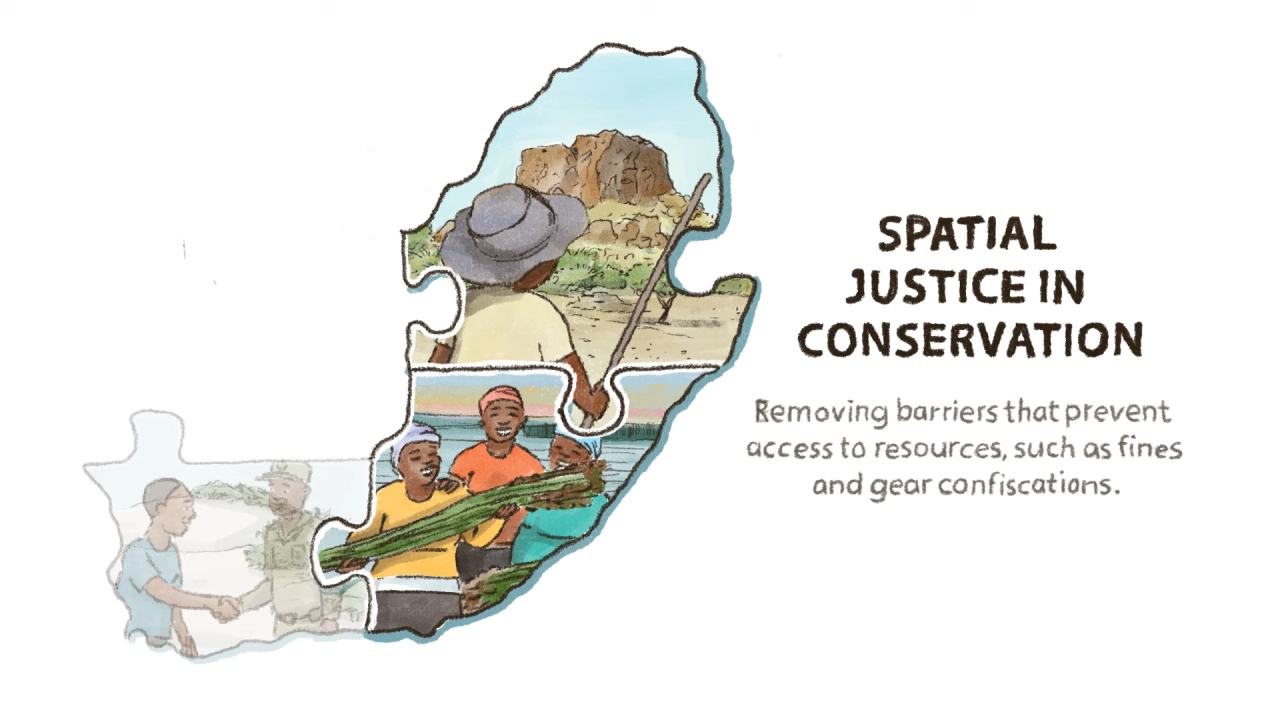 SPATIAL
JUSTICE IN
CONSERVATION
Removing barriers that prevent
access to resources, such as fines
and gear confiscations.